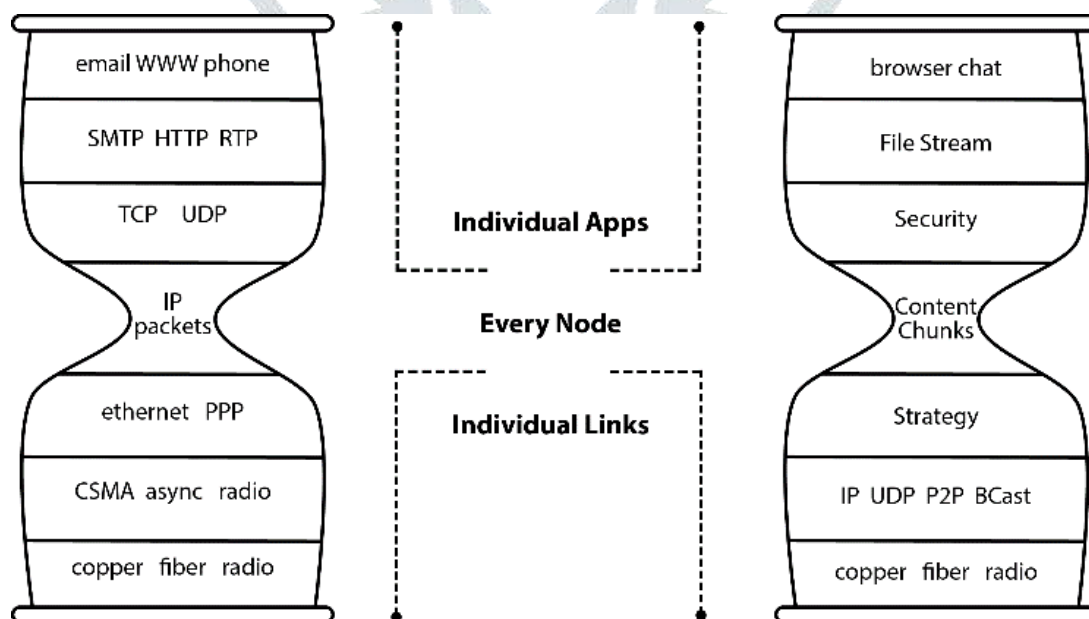 email WWW phone
SMTP HTTP RTP
TCP UDP
IP
packets
ethernet PPP
CSMA async radio
copper fiber radio
Individual Apps
Every Node
Individual Links
browser chat
File Stream
Security
Content
Chunks
Strategy
IP UDP P2P BCast
copper fiber radio